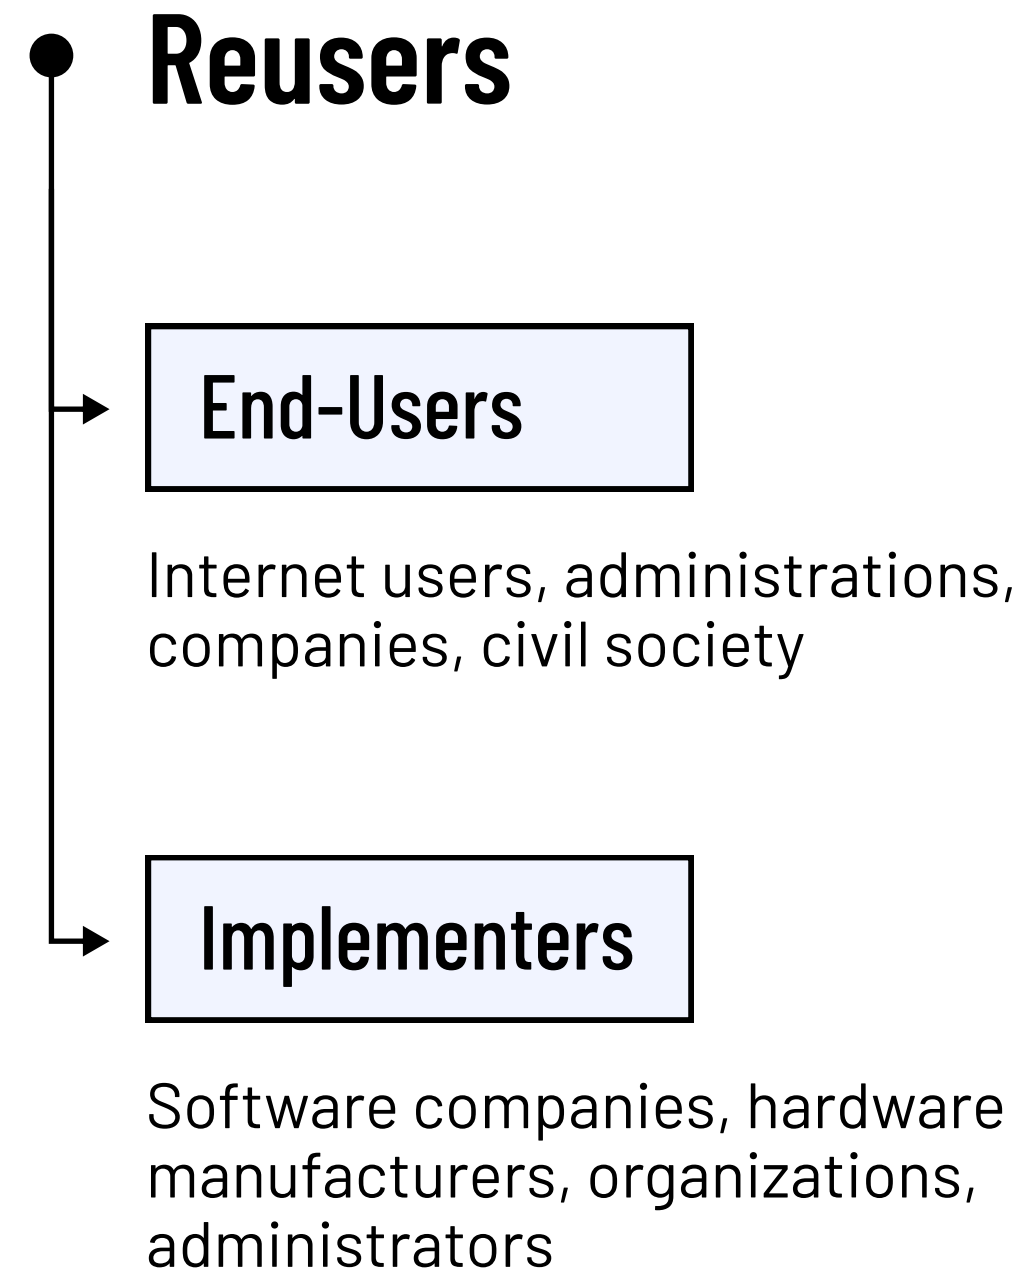 Reusers
End-Users
Internet users, administrations,
companies, civil society
Implementers
Software companies, hardware
manufacturers, organizations,
administrators